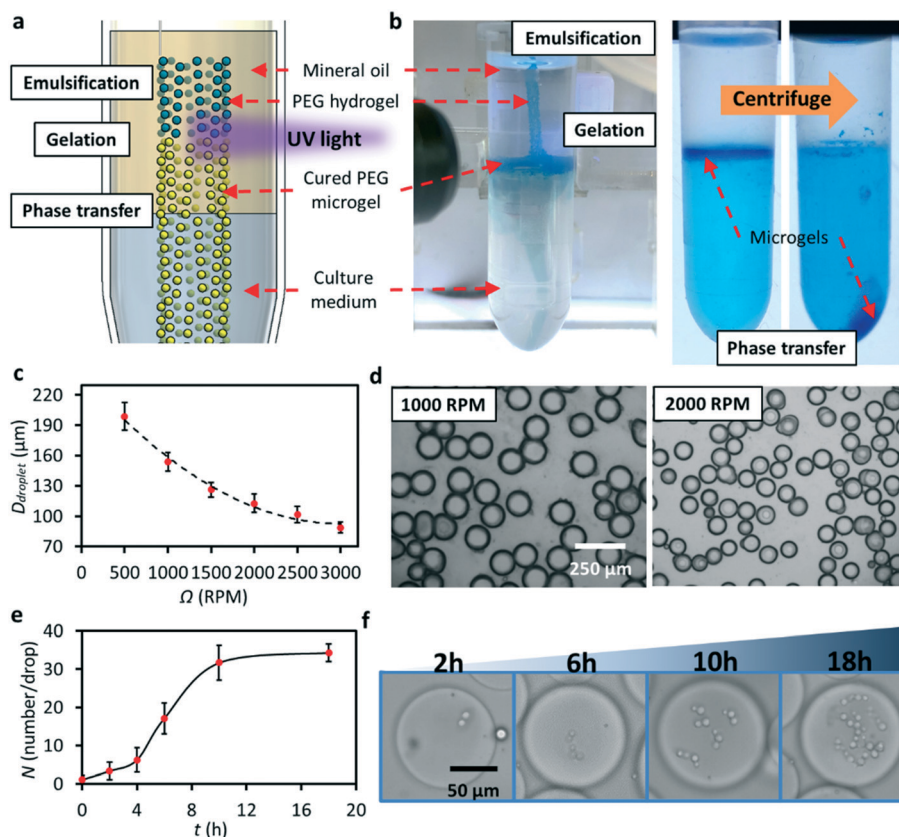 a
Emulsification
Gelation
Phase transfer
Mineral oil
PEG hydrogel
UV light
Cured PEG
microgel
Culture
medium
b
Emulsification
Gelation
Centrifuge
Microgels
Phase transfer
c
220
190
160
130
100
70
Ddroplet (μm)
0 500 1000 1500 2000 2500 3000
Ω (RPM)
d
1000 RPM
250 μm
2000 RPM
e
40
30
20
10
0
N (number/drop)
0 4 8 12 16 20
t (h)
f
2h 6h 10h 18h
50 μm